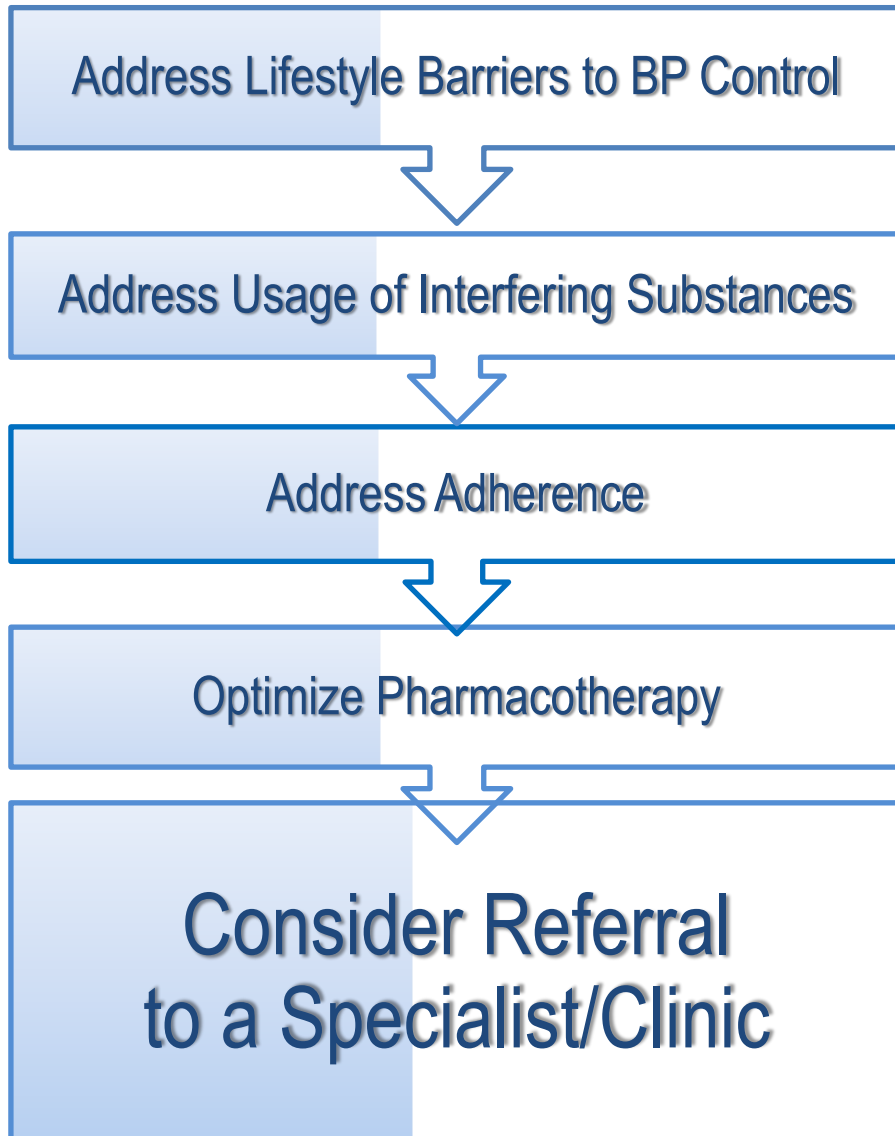 Address Lifestyle Barriers to BP Control
Address Usage of Interfering Substances
Address Adherence
Optimize Pharmacotherapy
Consider Referral
to a Specialist/Clinic